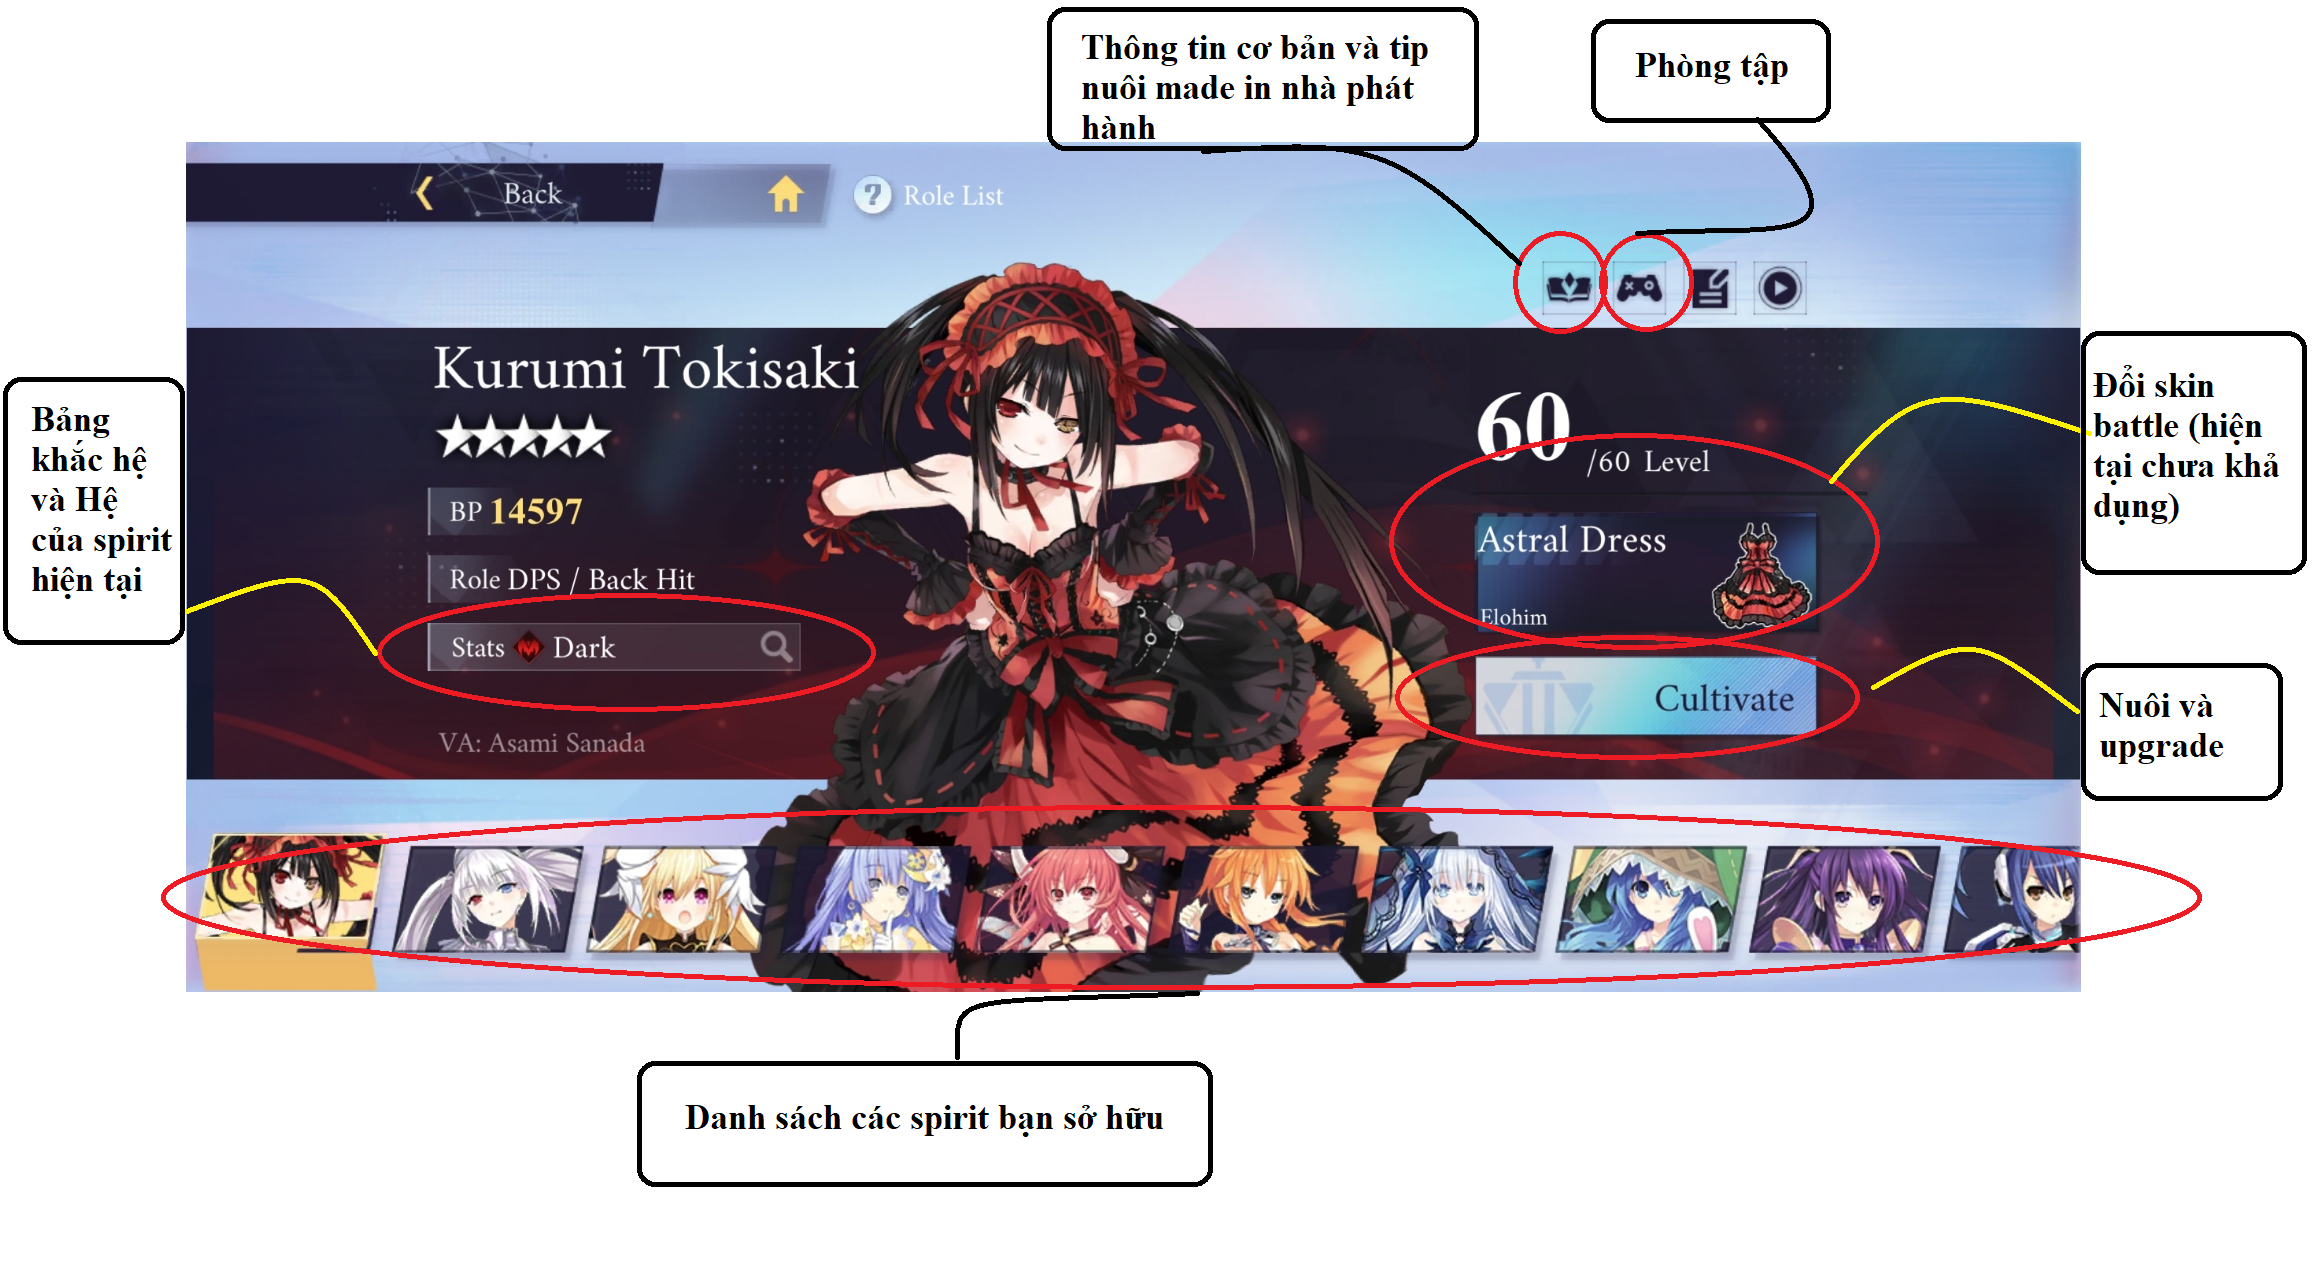 Thông tin cơ bản và tip
nuôi made in nhà phát
hành
Phòng tập
Back
? Role List
Kurumi Tokisaki
BP 14597
Role DPS / Back Hit
Stats Dark
VA: Asami Sanada
60
/60 Level
Astral Dress
Elohim
Cultivate
Bảng
khắc hệ
và Hệ
của spirit
hiện tại
Đổi skin
battle (hiện
tại chưa khả
dụng)
Nuôi và
upgrade
Danh sách các spirit bạn sở hữu